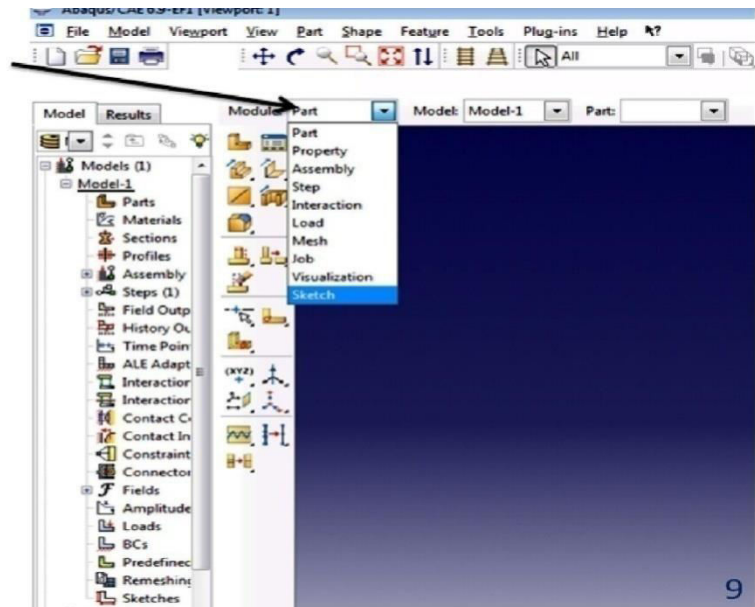 Abaqus/CAE 6.9-EF1 [Viewport: 1]
File Model Viewport View Part Shape Feature Tools Plug-ins Help
All
Model Results
Module: Part Model: Model-1 Part:
Part
Property
Assembly
Step
Interaction
Load
Mesh
Job
Visualization
Sketch
Models (1)
Model-1
Parts
Materials
Sections
Profiles
Assembly
Steps (1)
Field Outp
History Ou
Time Poin
ALE Adapt
Interaction
Interaction
Contact C
Contact In
Constraint
Connector
Fields
Amplitude
Loads
BCs
Predefined
Remeshing
Sketches
(XYZ)
9